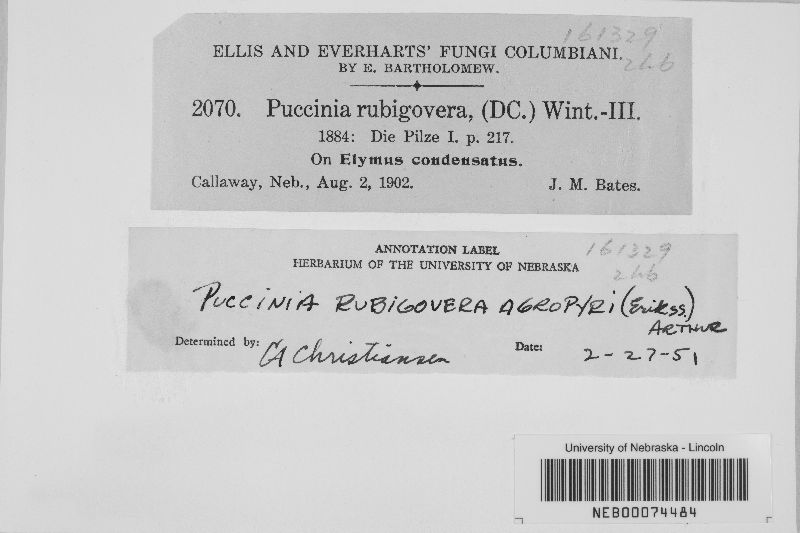 161329
266
ELLIS AND EVERHARTS' FUNGI COLUMBIANI.
BY E. BARTHOLOMEW.
2070. Puccinia rubigovera, (DC.) Wint.-III.
1884: Die Pilze I. p. 217.
On Elymus condensatus.
Callaway, Neb., Aug. 2, 1902. J. M. Bates.
ANNOTATION LABEL 161329
HERBARIUM OF THE UNIVERSITY OF NEBRASKA 266
PUCCINIA RUBIGOVERA AGROPYRI (Erikss.)
ARTHUR
Determined by: CA Christiansen Date: 2-27-51
University of Nebraska - Lincoln
NEB00074484